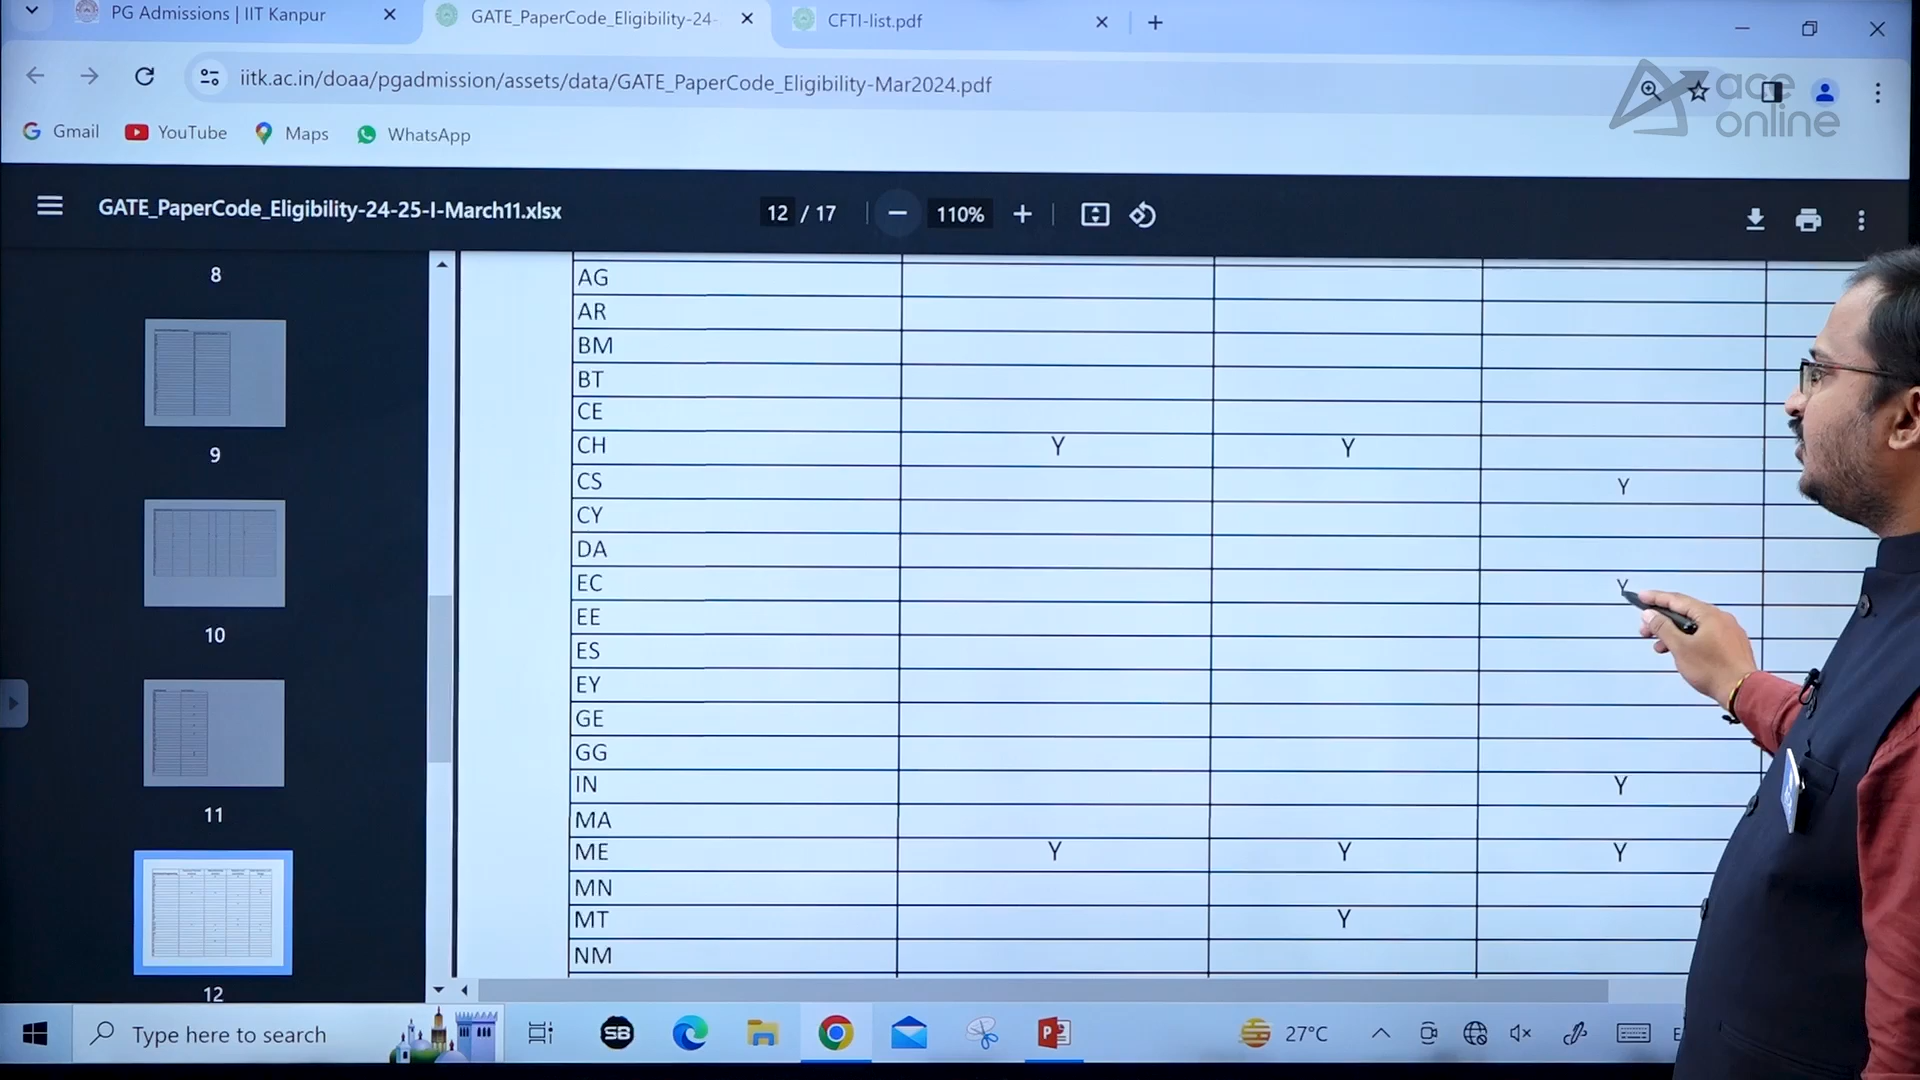 PG Admissions | IIT Kanpur
GATE_PaperCode_Eligibility-24-
CFTI-list.pdf
iitk.ac.in/doaa/pgadmission/assets/data/GATE_PaperCode_Eligibility-Mar2024.pdf
ace
online
Gmail
YouTube
Maps
WhatsApp
GATE_PaperCode_Eligibility-24-25-I-March11.xlsx
12 / 17
110%
8
9
10
11
12
AG
AR
BM
BT
CE
CH Y Y
CS Y
CY
DA
EC Y
EE
ES
EY
GE
GG
IN Y
MA
ME Y Y Y
MN
MT Y
NM
Type here to search
SB
27°C